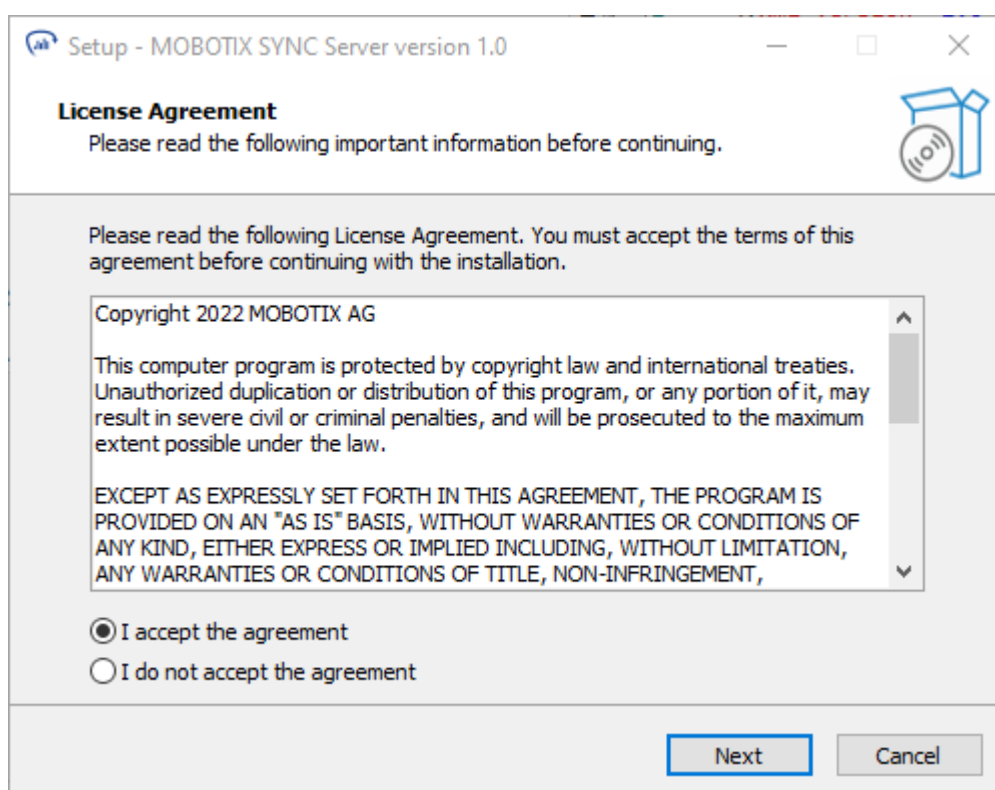 Setup - MOBOTIX SYNC Server version 1.0
License Agreement
Please read the following important information before continuing.
Please read the following License Agreement. You must accept the terms of this
agreement before continuing with the installation.
Copyright 2022 MOBOTIX AG
This computer program is protected by copyright law and international treaties.
Unauthorized duplication or distribution of this program, or any portion of it, may
result in severe civil or criminal penalties, and will be prosecuted to the maximum
extent possible under the law.
EXCEPT AS EXPRESSLY SET FORTH IN THIS AGREEMENT, THE PROGRAM IS
PROVIDED ON AN "AS IS" BASIS, WITHOUT WARRANTIES OR CONDITIONS OF
ANY KIND, EITHER EXPRESS OR IMPLIED INCLUDING, WITHOUT LIMITATION,
ANY WARRANTIES OR CONDITIONS OF TITLE, NON-INFRINGEMENT,
I accept the agreement
I do not accept the agreement
Next
Cancel